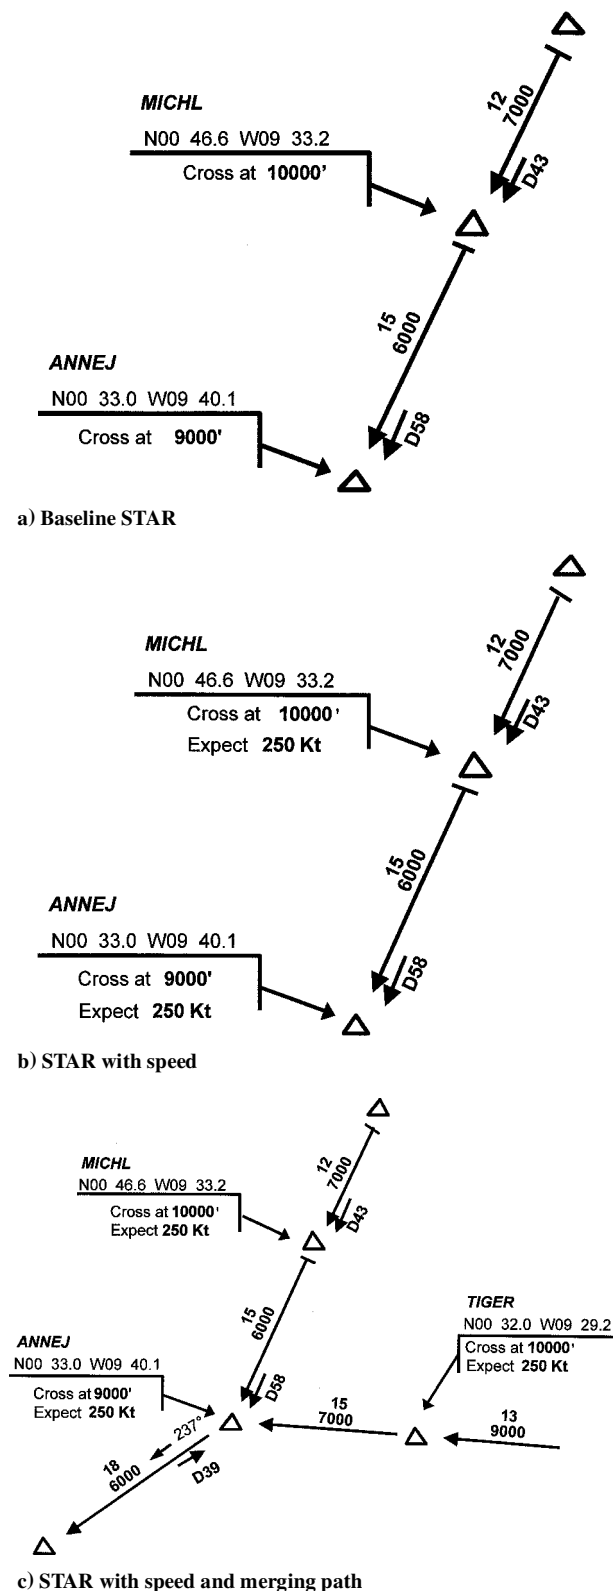 12
7000
D43
MICHL
N00 46.6 W09 33.2
Cross at 10000'
15
6000
D58
ANNEJ
N00 33.0 W09 40.1
Cross at 9000'
a) Baseline STAR
12
7000
D43
MICHL
N00 46.6 W09 33.2
Cross at 10000'
Expect 250 Kt
15
6000
D58
ANNEJ
N00 33.0 W09 40.1
Cross at 9000'
Expect 250 Kt
b) STAR with speed
12
7000
D43
MICHL
N00 46.6 W09 33.2
Cross at 10000'
Expect 250 Kt
15
6000
D58
TIGER
N00 32.0 W09 29.2
Cross at 10000'
Expect 250 Kt
ANNEJ
N00 33.0 W09 40.1
Cross at 9000'
Expect 250 Kt
15
7000
13
9000
237°
18
6000
D39
c) STAR with speed and merging path